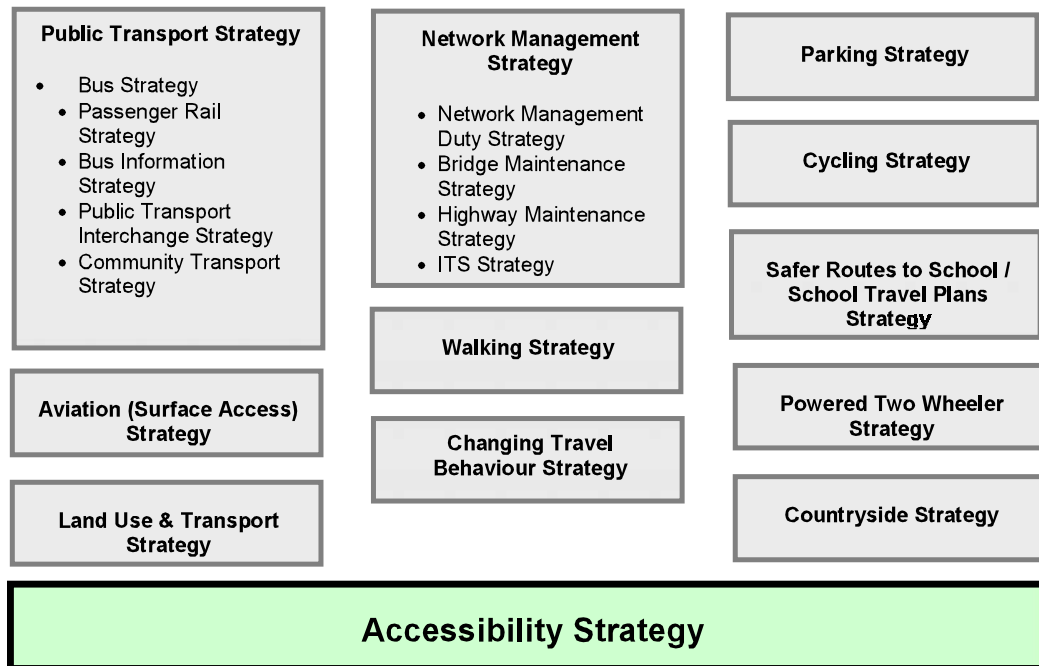 Public Transport Strategy
• Bus Strategy
• Passenger Rail
Strategy
• Bus Information
Strategy
• Public Transport
Interchange Strategy
• Community Transport
Strategy
Aviation (Surface Access)
Strategy
Land Use & Transport
Strategy
Network Management
Strategy
• Network Management
Duty Strategy
• Bridge Maintenance
Strategy
• Highway Maintenance
Strategy
• ITS Strategy
Walking Strategy
Changing Travel
Behaviour Strategy
Parking Strategy
Cycling Strategy
Safer Routes to School /
School Travel Plans
Strategy
Powered Two Wheeler
Strategy
Countryside Strategy
Accessibility Strategy